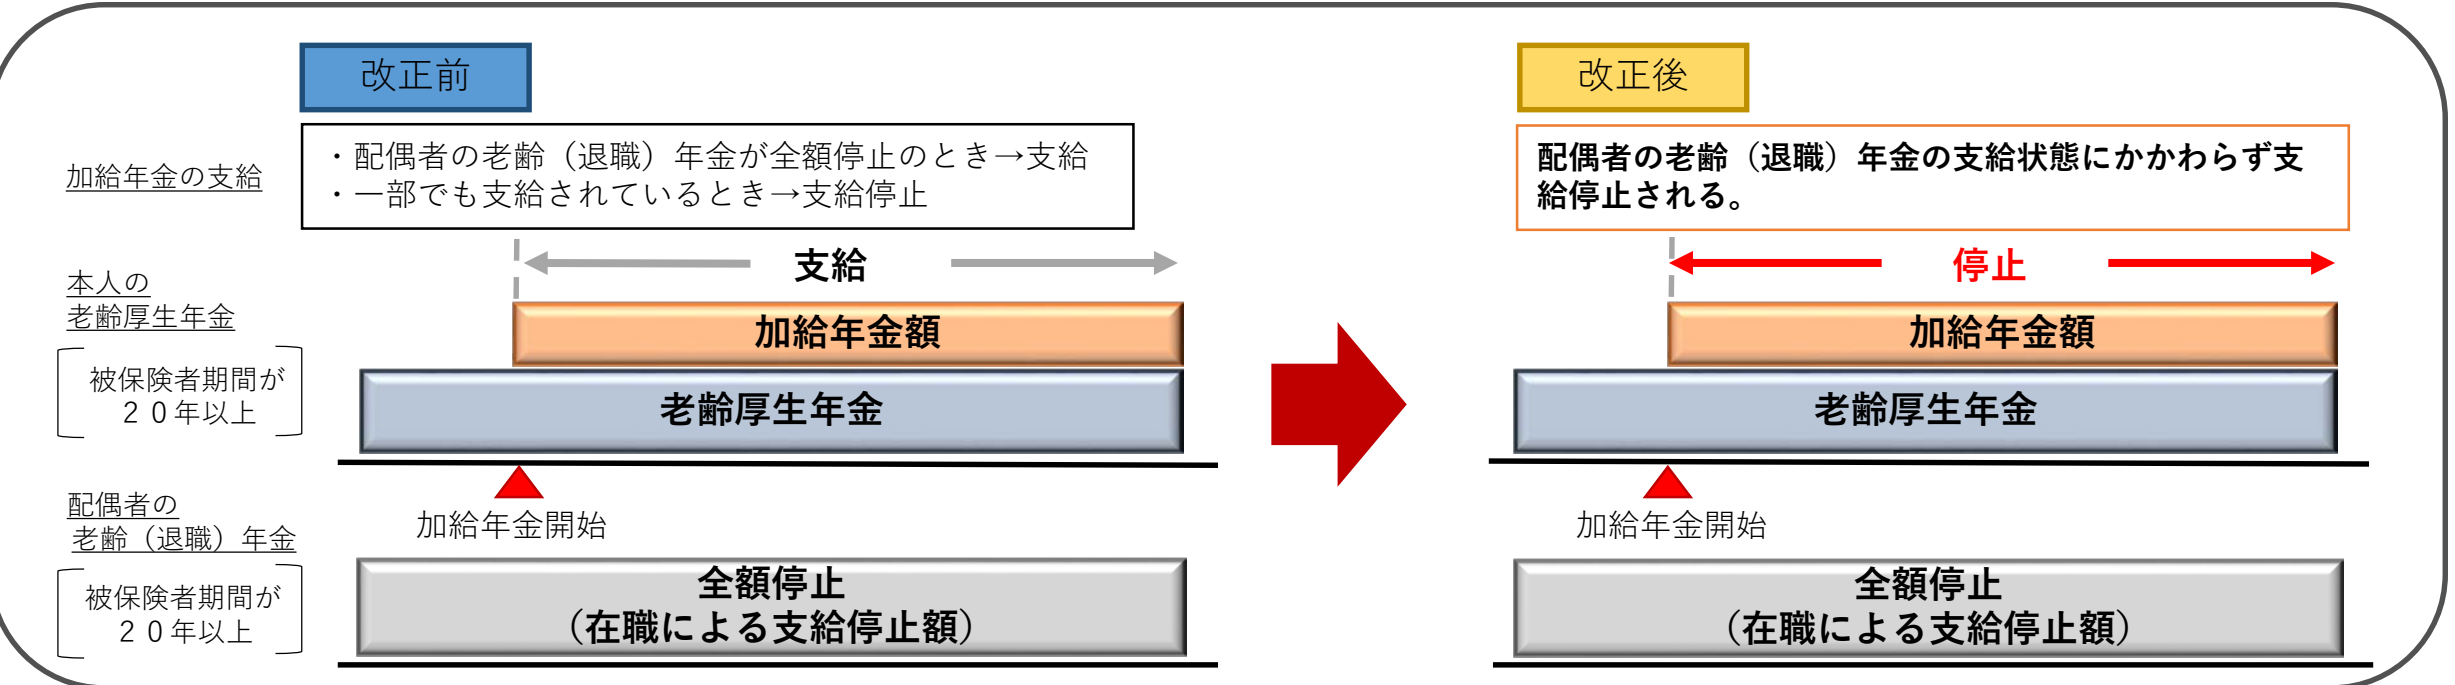 改正前
改正後
加給年金の支給
・配偶者の老齢（退職）年金が全額停止のとき→支給
・一部でも支給されているとき→支給停止
配偶者の老齢（退職）年金の支給状態にかかわらず支
給停止される。
支給
停止
本人の
老齢厚生年金
被保険者期間が
２０年以上
加給年金額
老齢厚生年金
加給年金額
老齢厚生年金
加給年金開始
加給年金開始
配偶者の
老齢（退職）年金
被保険者期間が
２０年以上
全額停止
（在職による支給停止額）
全額停止
（在職による支給停止額）